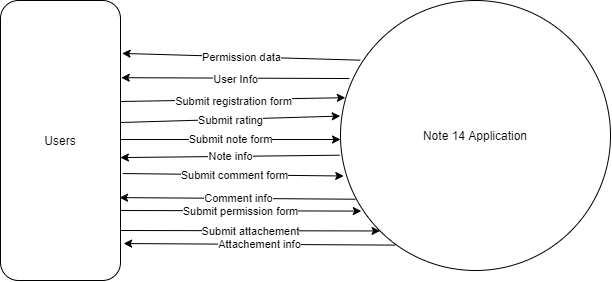 Users
Permission data
User Info
Submit registration form
Submit rating
Submit note form
Note info
Submit comment form
Comment info
Submit permission form
Submit attachement
Attachement info
Note 14 Application